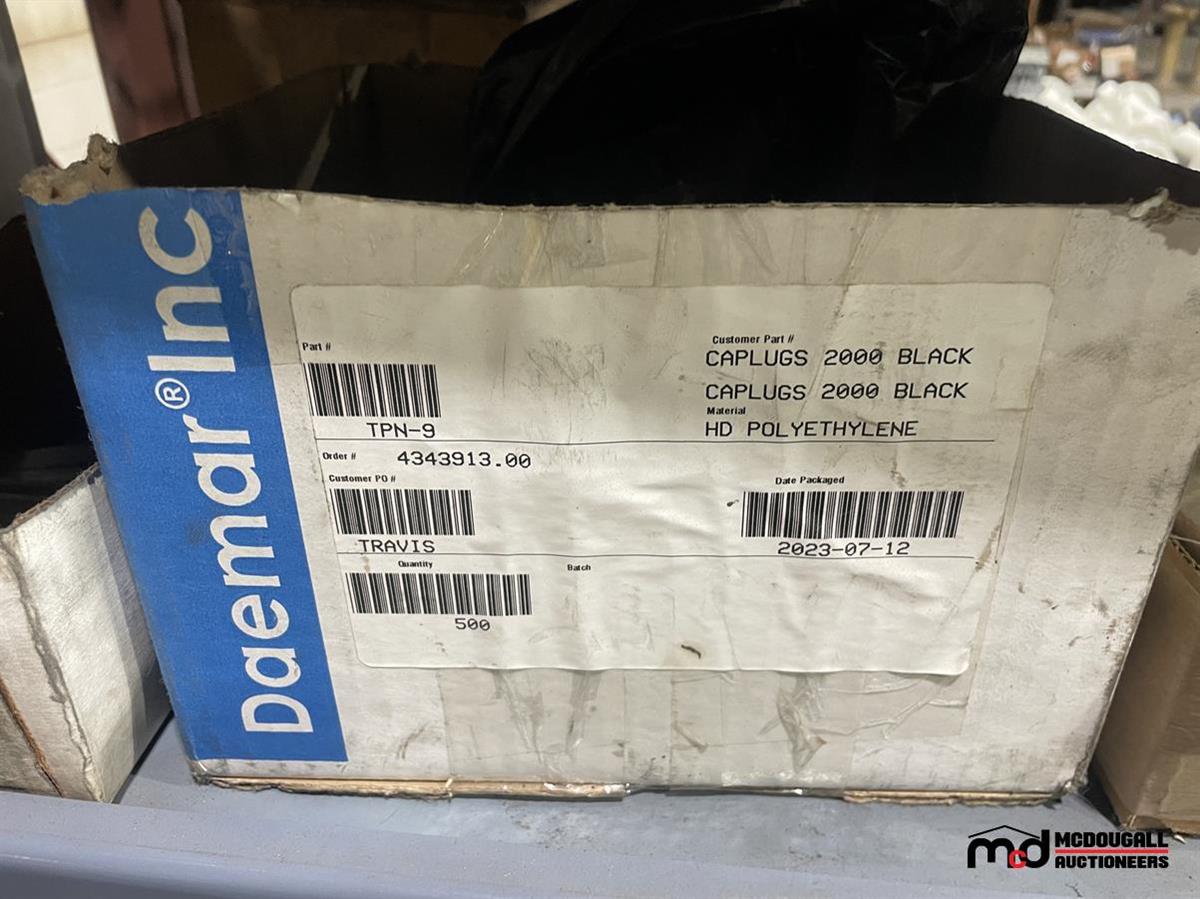 Daemar®Inc
Part #
TPN-9
Customer Part #
CAPLUGS 2000 BLACK
CAPLUGS 2000 BLACK
Material
HD POLYETHYLENE
Order # 4343913.00
Customer PO #
TRAVIS
Date Packaged
2023-07-12
Quantity
500
Batch
mcd MCDOUGALL
AUCTIONEERS